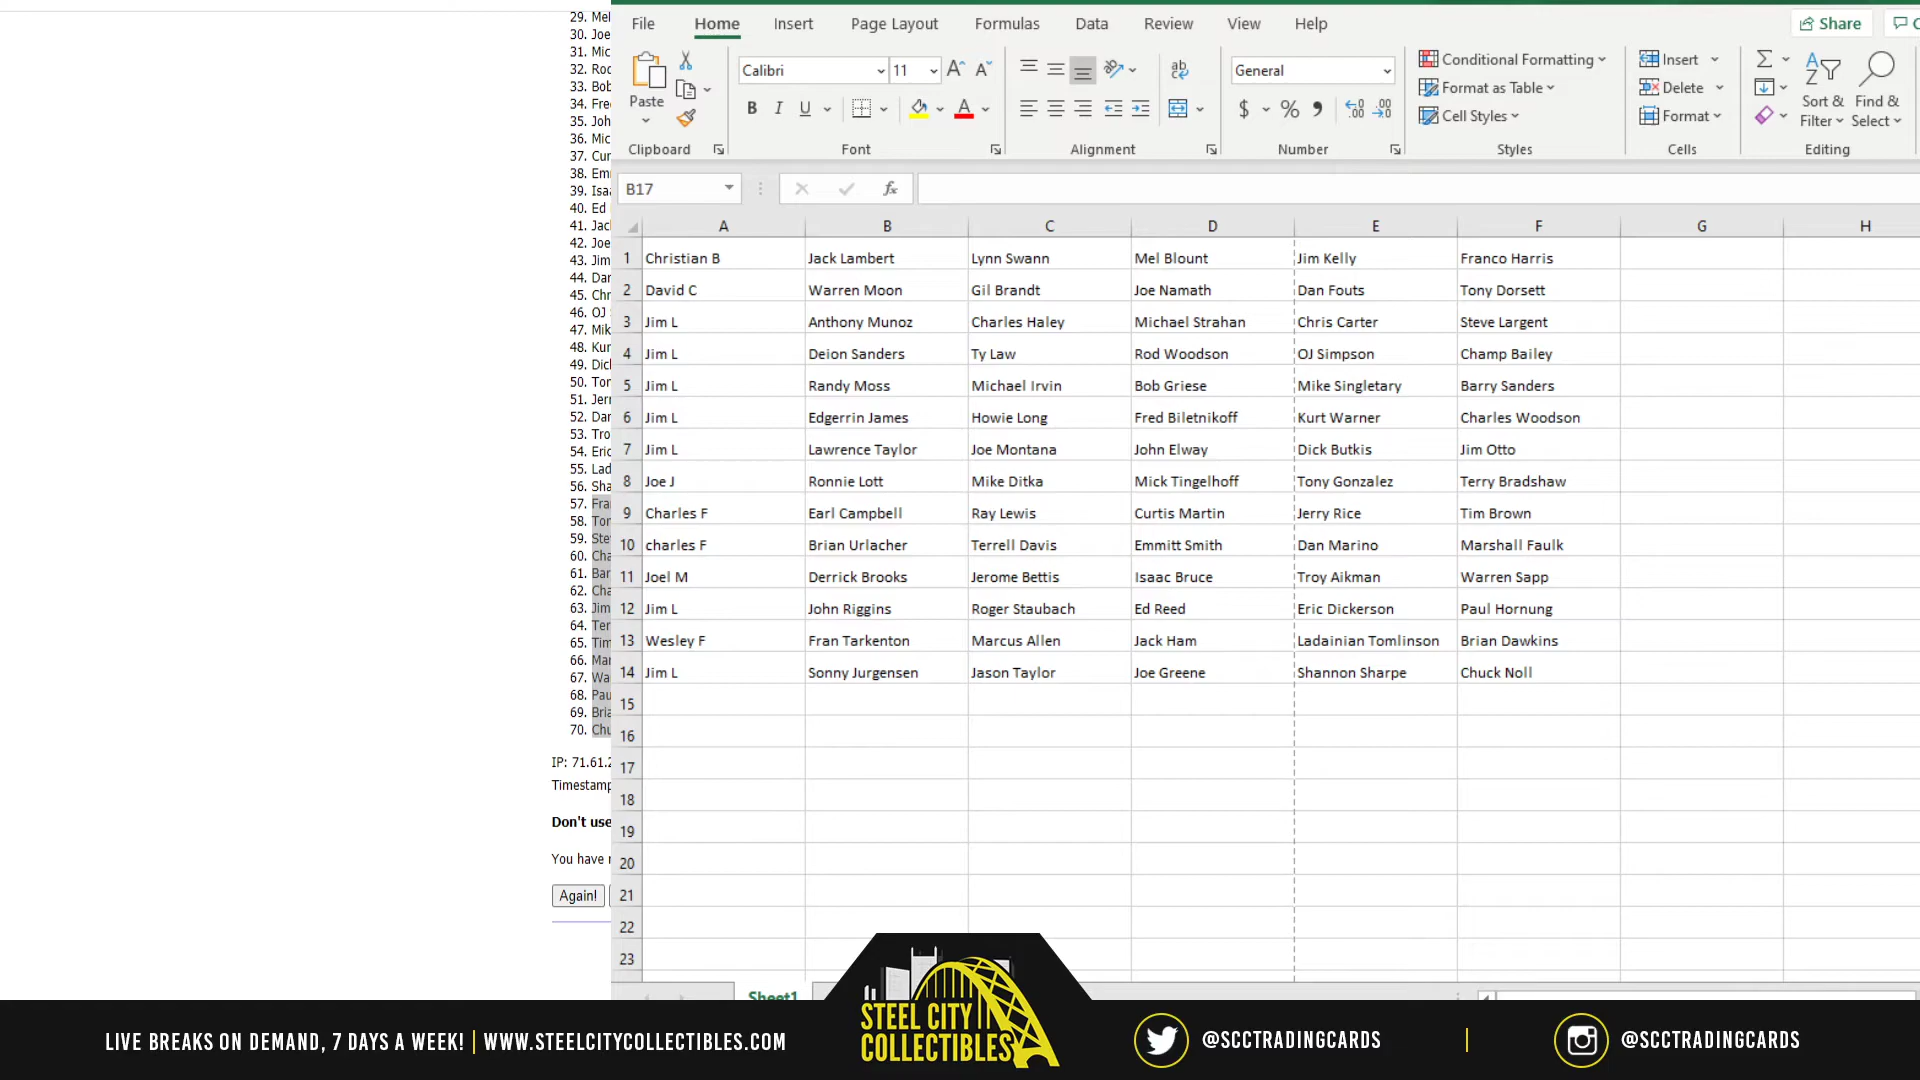 29. Mel
30. Joe
31. Mic
32. Rod
33. Bob
34. Fred
35. Joh
36. Mic
37. Cur
38. Emr
39. Isaa
40. Ed
41. Jack
42. Joe
43. Jim
44. Dar
45. Chr
46. OJ
47. Mik
48. Kur
49. Dick
50. Ton
51. Jerr
52. Dar
53. Tro
54. Eric
55. Lad
56. Sha
57. Fra
58. Ton
59. Ste
60. Cha
61. Bar
62. Cha
63. Jim
64. Ter
65. Tim
66. Mar
67. Wa
68. Pau
69. Bria
70. Chu
IP: 71.61.2
Timestamp
Don't use
You have
Again!
File Home Insert Page Layout Formulas Data Review View Help Share
Paste
Clipboard
Calibri 11
B I U
Font
Alignment
General
$ % 9
Number
Conditional Formatting
Format as Table
Cell Styles
Styles
Insert
Delete
Format
Cells
Sort & Filter
Find & Select
Editing
B17 fx
A B C D E F G H
1 Christian B Jack Lambert Lynn Swann Mel Blount Jim Kelly Franco Harris
2 David C Warren Moon Gil Brandt Joe Namath Dan Fouts Tony Dorsett
3 Jim L Anthony Munoz Charles Haley Michael Strahan Chris Carter Steve Largent
4 Jim L Deion Sanders Ty Law Rod Woodson OJ Simpson Champ Bailey
5 Jim L Randy Moss Michael Irvin Bob Griese Mike Singletary Barry Sanders
6 Jim L Edgerrin James Howie Long Fred Biletnikoff Kurt Warner Charles Woodson
7 Jim L Lawrence Taylor Joe Montana John Elway Dick Butkis Jim Otto
8 Joe J Ronnie Lott Mike Ditka Mick Tingelhoff Tony Gonzalez Terry Bradshaw
9 Charles F Earl Campbell Ray Lewis Curtis Martin Jerry Rice Tim Brown
10 charles F Brian Urlacher Terrell Davis Emmitt Smith Dan Marino Marshall Faulk
11 Joel M Derrick Brooks Jerome Bettis Isaac Bruce Troy Aikman Warren Sapp
12 Jim L John Riggins Roger Staubach Ed Reed Eric Dickerson Paul Hornung
13 Wesley F Fran Tarkenton Marcus Allen Jack Ham Ladainian Tomlinson Brian Dawkins
14 Jim L Sonny Jurgensen Jason Taylor Joe Greene Shannon Sharpe Chuck Noll
15
16
17
18
19
20
21
22
23
Sheet1
LIVE BREAKS ON DEMAND, 7 DAYS A WEEK! | WWW.STEELCITYCOLLECTIBLES.COM
STEEL CITY
COLLECTIBLES
@SCCTRADINGCARDS | @SCCTRADINGCARDS